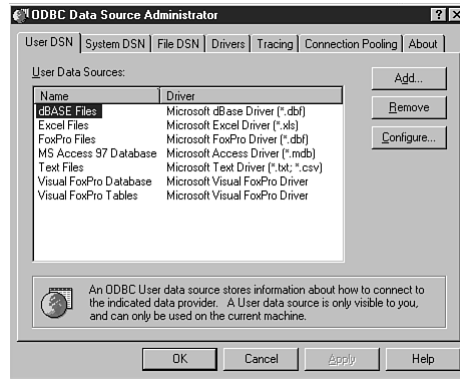 ODBC Data Source Administrator
User DSN System DSN File DSN Drivers Tracing Connection Pooling About
User Data Sources:
Add...
Name Driver
dBASE Files Microsoft dBase Driver (*.dbf)
Remove
Excel Files Microsoft Excel Driver (*.xls)
FoxPro Files Microsoft FoxPro Driver (*.dbf)
Configure...
MS Access 97 Database Microsoft Access Driver (*.mdb)
Text Files Microsoft Text Driver (*.txt; *.csv)
Visual FoxPro Database Microsoft Visual FoxPro Driver
Visual FoxPro Tables Microsoft Visual FoxPro Driver
An ODBC User data source stores information about how to connect to
the indicated data provider. A User data source is only visible to you,
and can only be used on the current machine.
OK Cancel Apply Help